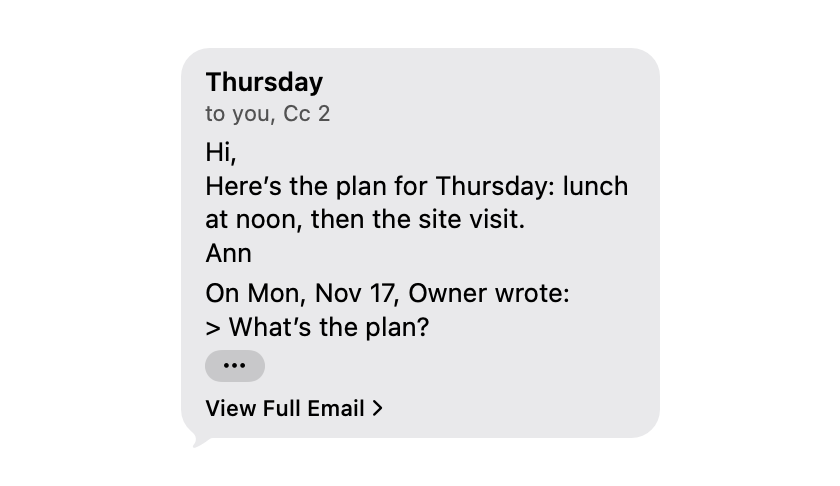 Thursday
to you, Cc 2
Hi,
Here’s the plan for Thursday: lunch
at noon, then the site visit.
Ann
On Mon, Nov 17, Owner wrote:
> What’s the plan?
•••
View Full Email >